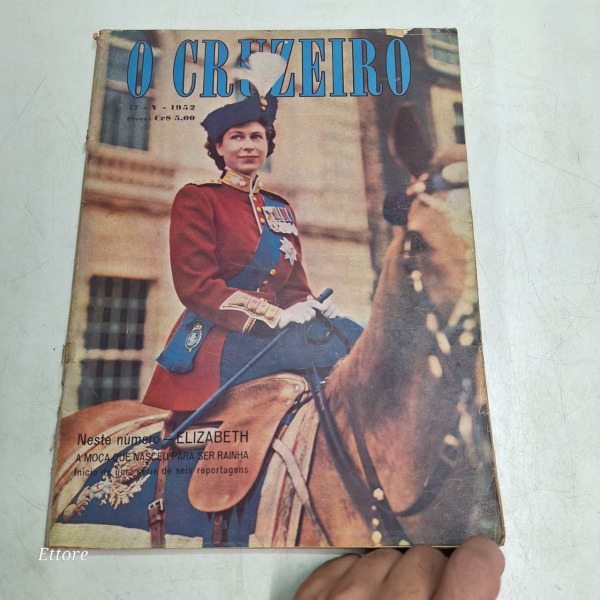 O CRUZEIRO
17 - V - 1952
Preço: Cr$ 5,00
Neste número — ELIZABETH
A MOÇA QUE NASCEU PARA SER RAINHA
Início de uma série de seis reportagens
Ettore